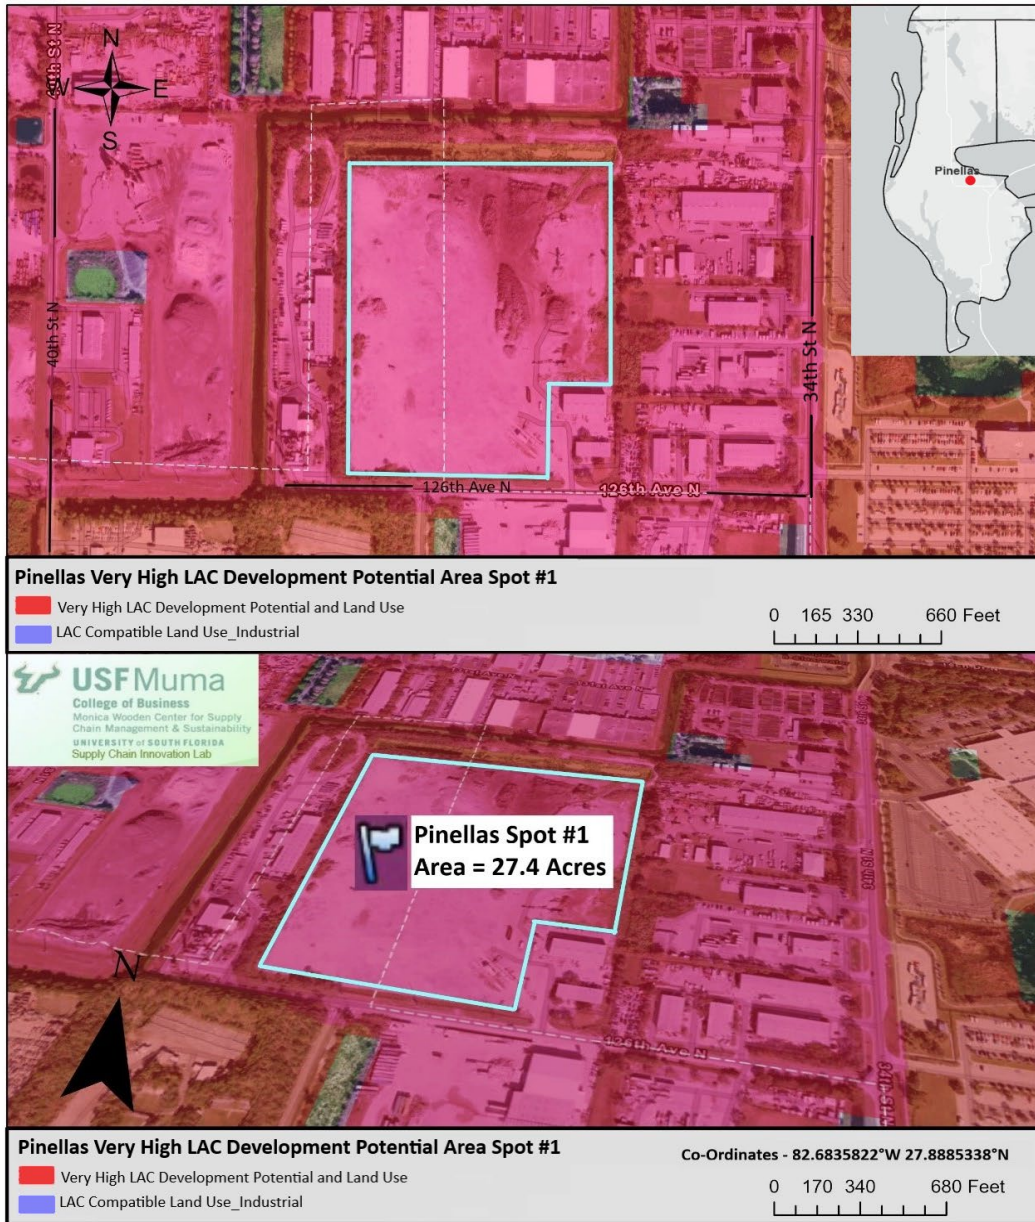 N
W E
S
40th St N
40th St N
34th St N
Pinellas
126th Ave N
126th Ave N
Pinellas Very High LAC Development Potential Area Spot #1
Very High LAC Development Potential and Land Use
LAC Compatible Land Use_Industrial
0 165 330 660 Feet
USF Muma
College of Business
Monica Wooden Center for Supply
Chain Management & Sustainability
UNIVERSITY of SOUTH FLORIDA
Supply Chain Innovation Lab
Pinellas Spot #1
Area = 27.4 Acres
34th St N
N
126th Ave N
Pinellas Very High LAC Development Potential Area Spot #1
Very High LAC Development Potential and Land Use
LAC Compatible Land Use_Industrial
Co-Ordinates - 82.6835822°W 27.8885338°N
0 170 340 680 Feet